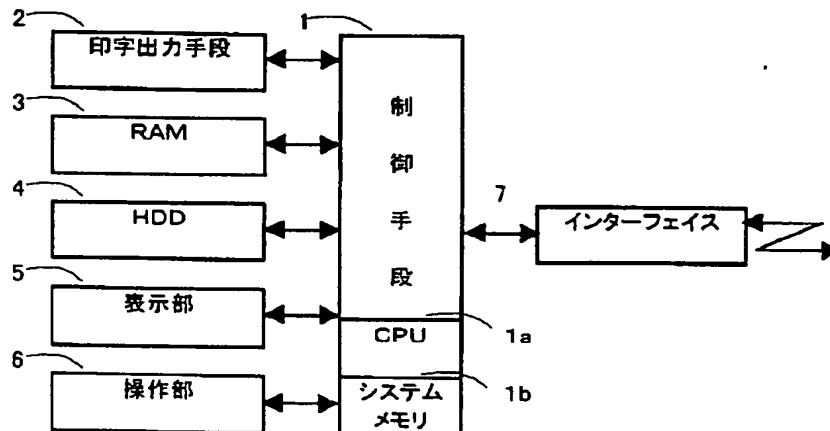 2
印字出力手段
3
RAM
4
HDD
5
表示部
6
操作部
1
制
御
手
段
1a
CPU
1b
システム
メモリ
7
インターフェイス